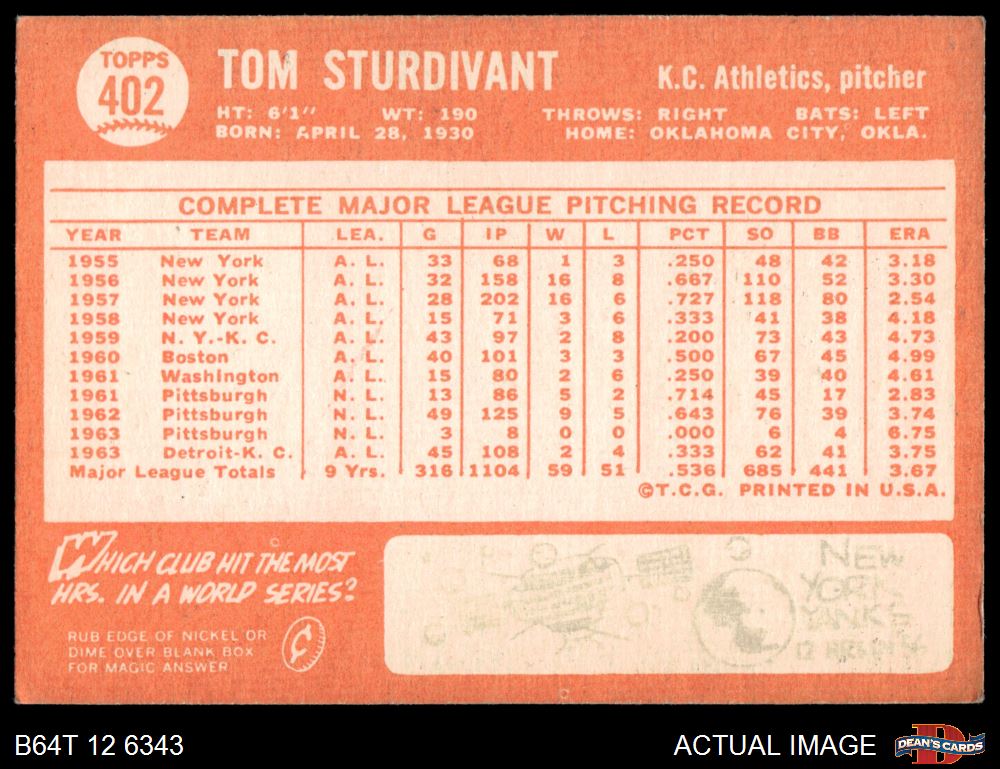 TOPPS
402
TOM STURDIVANT
K.C. Athletics, pitcher
HT: 6'1" WT: 190 THROWS: RIGHT BATS: LEFT
BORN: APRIL 28, 1930 HOME: OKLAHOMA CITY, OKLA.
COMPLETE MAJOR LEAGUE PITCHING RECORD
YEAR TEAM LEA. G IP W L PCT SO BB ERA
1955 New York A. L. 33 68 1 3 .250 48 42 3.18
1956 New York A. L. 32 158 16 8 .667 110 52 3.30
1957 New York A. L. 28 202 16 6 .727 118 80 2.54
1958 New York A. L. 15 71 3 6 .333 41 38 4.18
1959 N. Y.-K. C. A. L. 43 97 2 8 .200 73 43 4.73
1960 Boston A. L. 40 101 3 3 .500 67 45 4.99
1961 Washington A. L. 15 80 2 6 .250 39 40 4.61
1961 Pittsburgh N. L. 13 86 5 2 .714 45 17 2.83
1962 Pittsburgh N. L. 49 125 9 5 .643 76 39 3.74
1963 Pittsburgh N. L. 3 8 0 0 .000 6 4 6.75
1963 Detroit-K. C. A. L. 45 108 2 4 .333 62 41 3.75
Major League Totals 9 Yrs. 316 1104 59 51 .536 685 441 3.67
©T.C.G. PRINTED IN U.S.A.
WHICH CLUB HIT THE MOST
HRS. IN A WORLD SERIES?
RUB EDGE OF NICKEL OR
DIME OVER BLANK BOX
FOR MAGIC ANSWER
NEW
YORK
YANKS
B64T 12 6343
ACTUAL IMAGE
DEAN'S CARDS